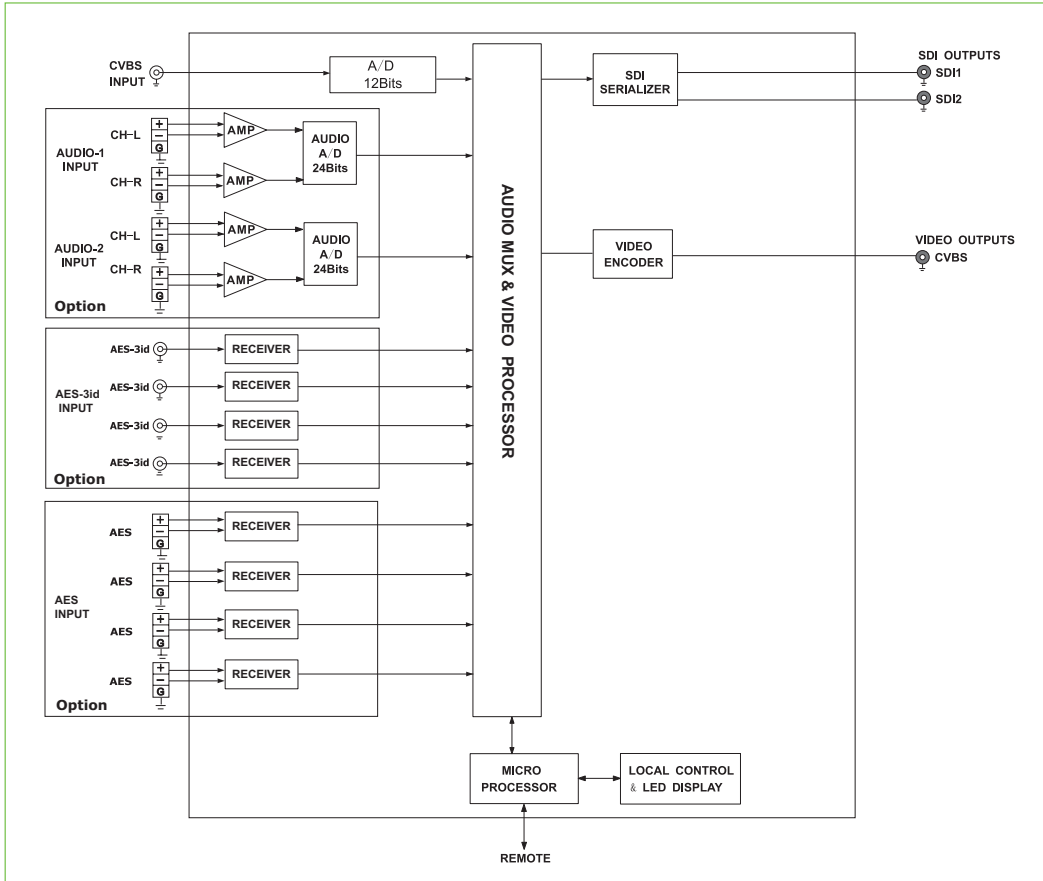 CVBS
INPUT
A/D
12Bits
SDI
SERIALIZER
SDI OUTPUTS
SDI1
SDI2
AUDIO-1
INPUT
CH-L
+
-
G
AMP
AUDIO
A/D
24Bits
CH-R
+
-
G
AMP
AUDIO-2
INPUT
CH-L
+
-
G
AMP
AUDIO
A/D
24Bits
CH-R
+
-
G
AMP
Option
AUDIO MUX & VIDEO PROCESSOR
VIDEO
ENCODER
VIDEO OUTPUTS
CVBS
AES-3id
INPUT
AES-3id
RECEIVER
AES-3id
RECEIVER
AES-3id
RECEIVER
AES-3id
RECEIVER
Option
AES
INPUT
AES
+
-
G
RECEIVER
AES
+
-
G
RECEIVER
AES
+
-
G
RECEIVER
AES
+
-
G
RECEIVER
Option
MICRO
PROCESSOR
LOCAL CONTROL
& LED DISPLAY
REMOTE